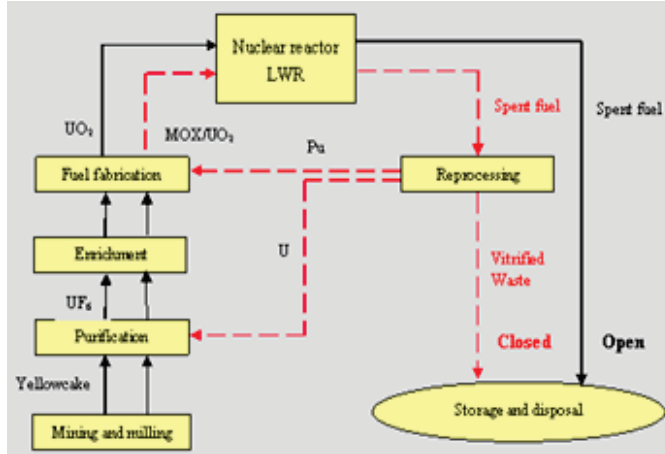 Nuclear reactor
LWR
UO₂
MOX/UO₂
Spent fuel
Spent fuel
Pu
Fuel fabrication
Reprocessing
Enrichment
U
Vitrified
Waste
UF₆
Purification
Closed
Open
Yellowcake
Storage and disposal
Mining and milling